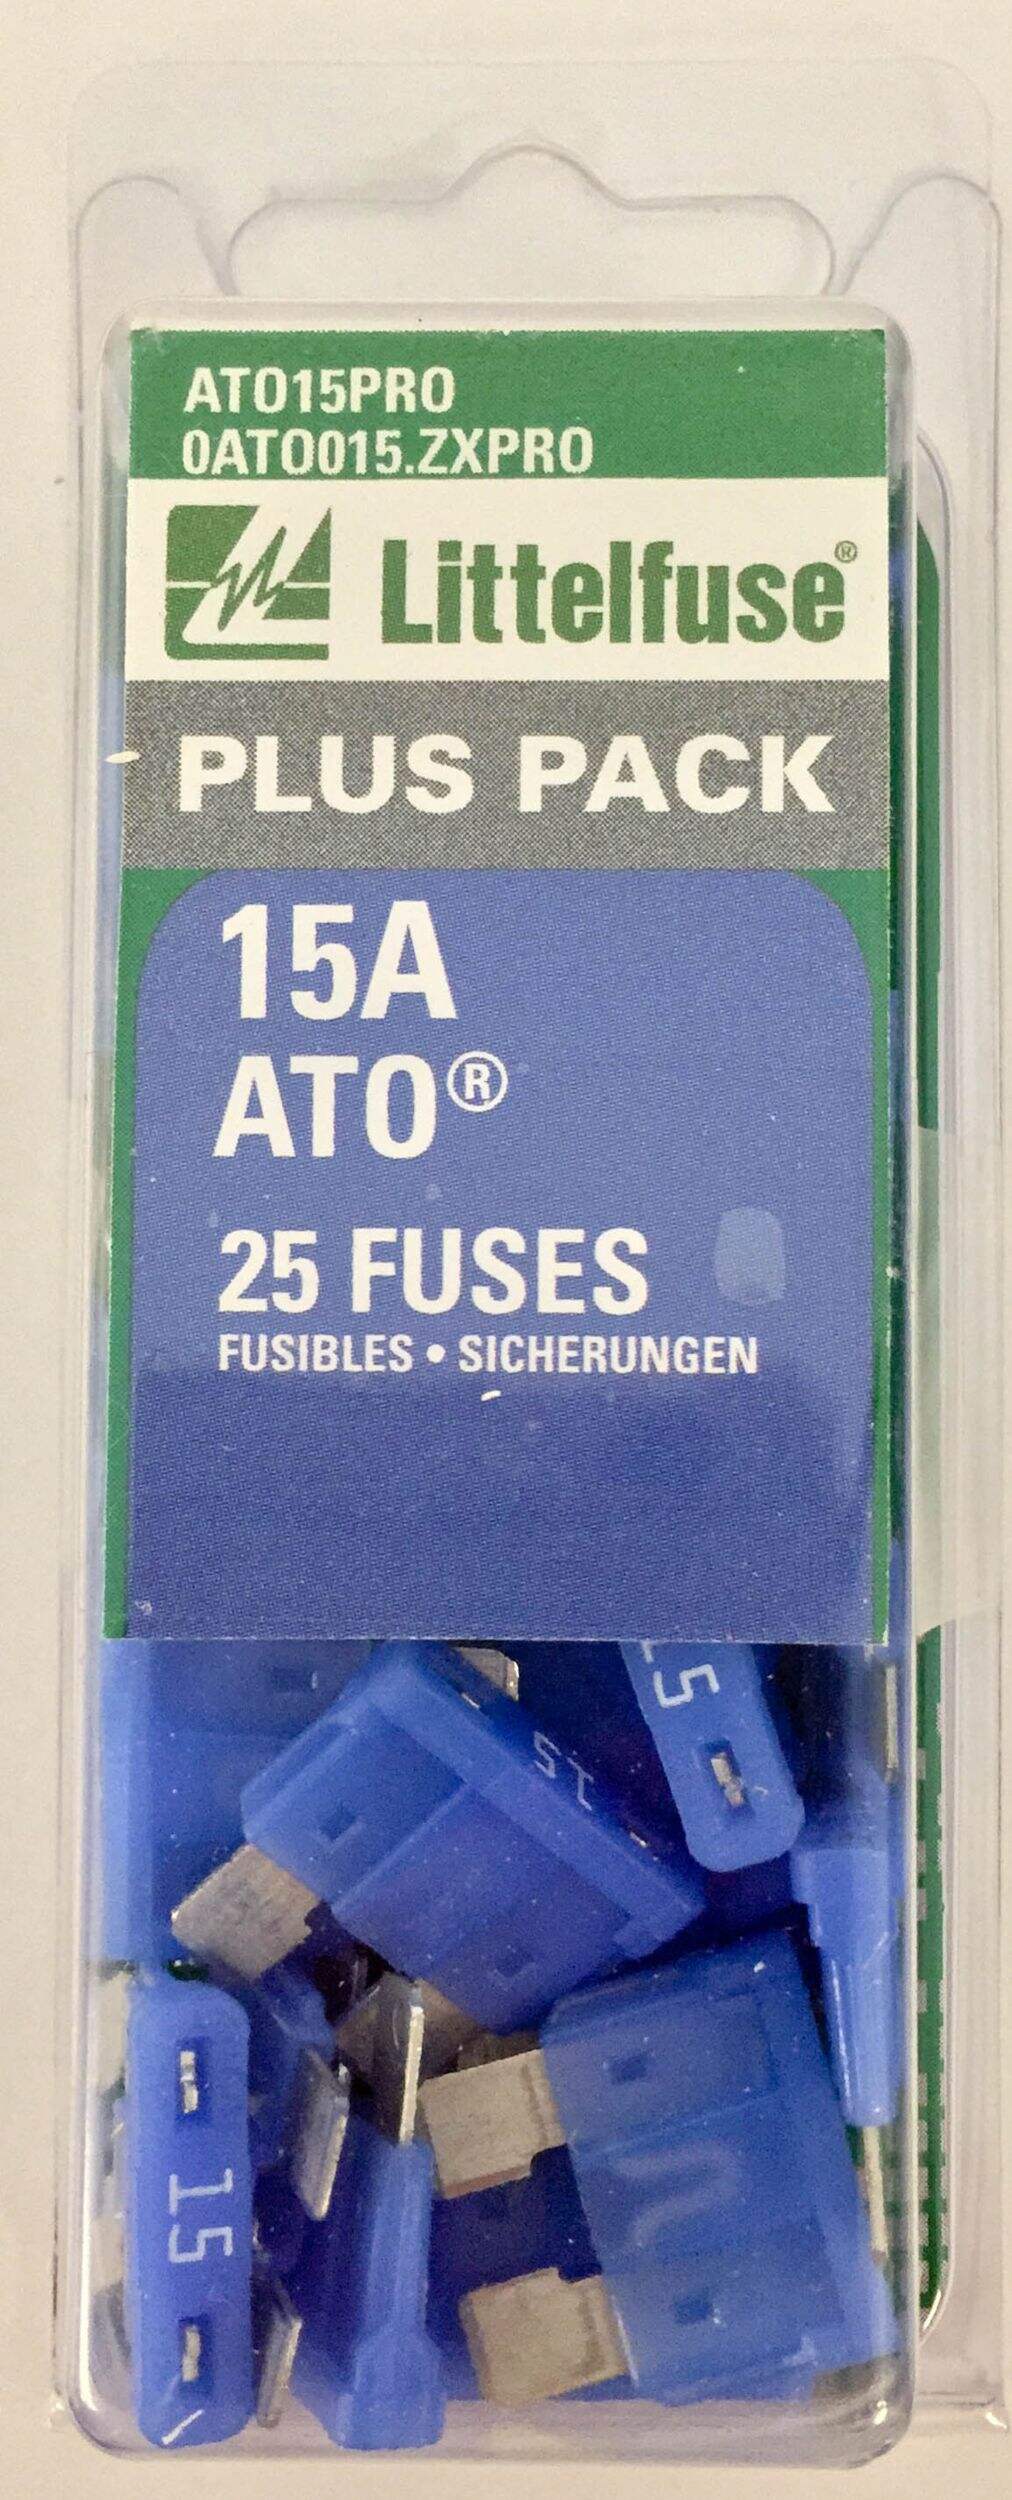 ATO15PRO
0ATO015.ZXPRO
Littelfuse®
PLUS PACK
15A
ATO®
25 FUSES
FUSIBLES • SICHERUNGEN
15
15
15